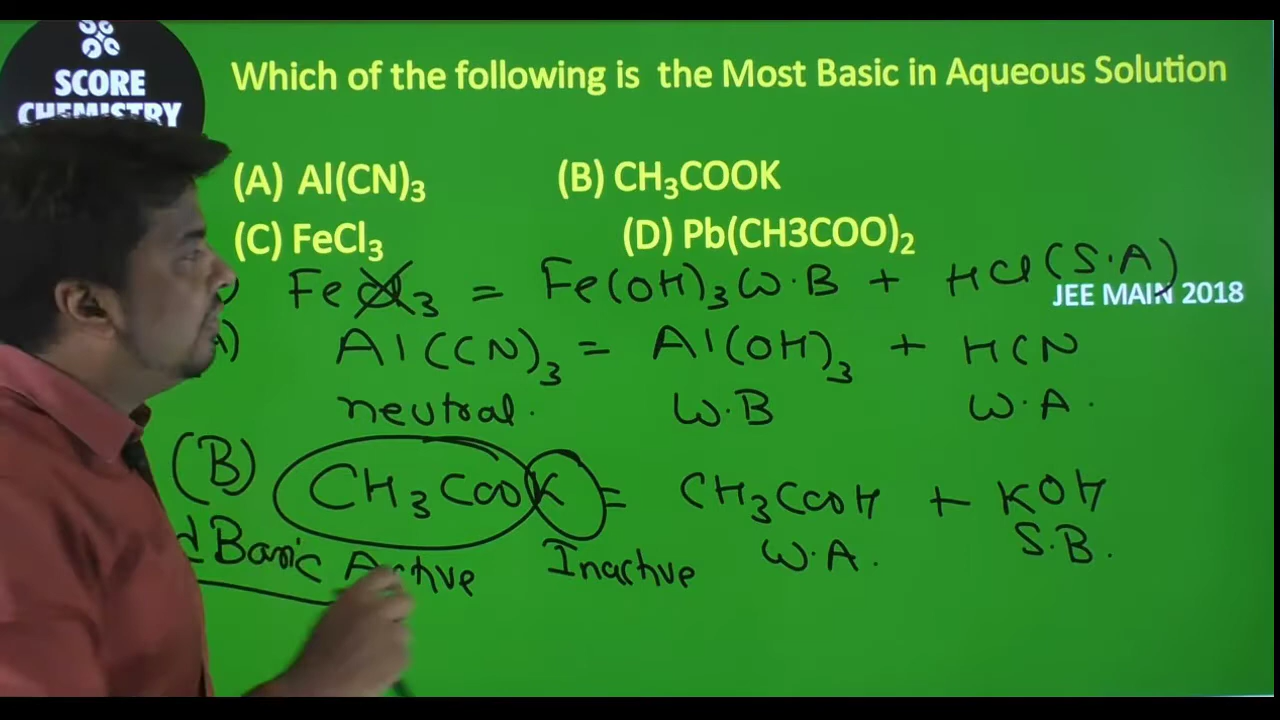 SCORE
CHEMISTRY
Which of the following is the Most Basic in Aqueous Solution
(A) Al(CN)₃ (B) CH₃COOK
(C) FeCl₃ (D) Pb(CH3COO)₂
) FeCl₃ = Fe(OH)₃ W.B + HCl (S.A)
JEE MAIN 2018
A) Al(CN)₃ = Al(OH)₃ + HCN
neutral. W.B W.A.
(B) CH₃COOK = CH₃COOH + KOH
Basic Active Inactive W.A. S.B.